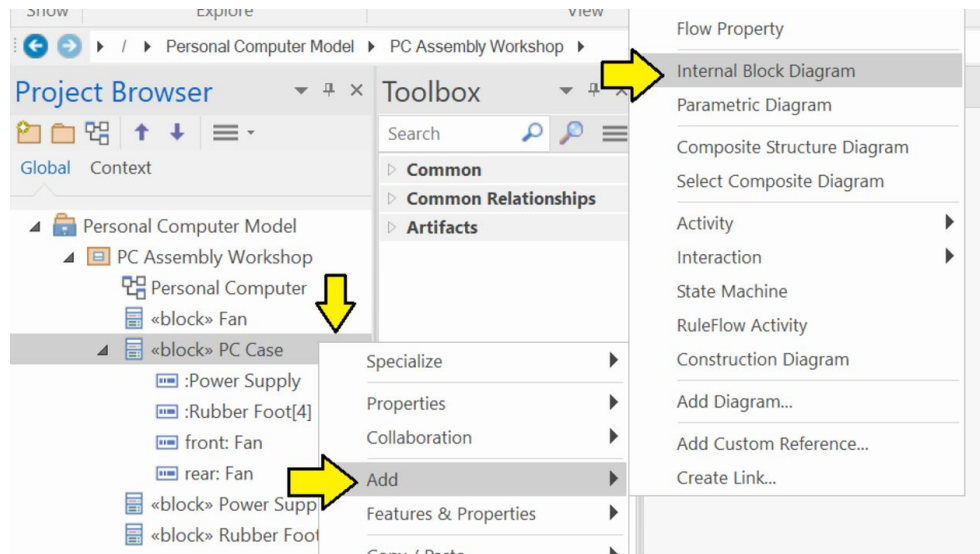 Show
Explore
View
/ Personal Computer Model PC Assembly Workshop
Project Browser
Global Context
Personal Computer Model
PC Assembly Workshop
Personal Computer
«block» Fan
«block» PC Case
:Power Supply
:Rubber Foot[4]
front: Fan
rear: Fan
«block» Power Supp
«block» Rubber Foot
Toolbox
Search
Common
Common Relationships
Artifacts
Specialize
Properties
Collaboration
Add
Features & Properties
Copy / Paste
Flow Property
Internal Block Diagram
Parametric Diagram
Composite Structure Diagram
Select Composite Diagram
Activity
Interaction
State Machine
RuleFlow Activity
Construction Diagram
Add Diagram...
Add Custom Reference...
Create Link...